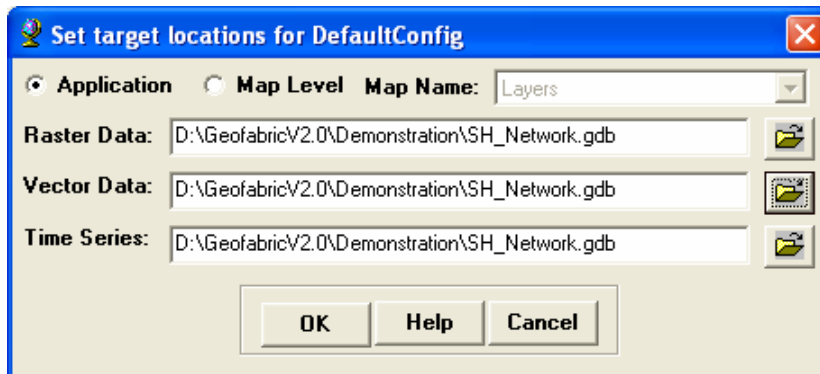 Set target locations for DefaultConfig
Application Map Level Map Name: Layers
Raster Data: D:\GeofabricV2.0\Demonstration\SH_Network.gdb
Vector Data: D:\GeofabricV2.0\Demonstration\SH_Network.gdb
Time Series: D:\GeofabricV2.0\Demonstration\SH_Network.gdb
OK Help Cancel